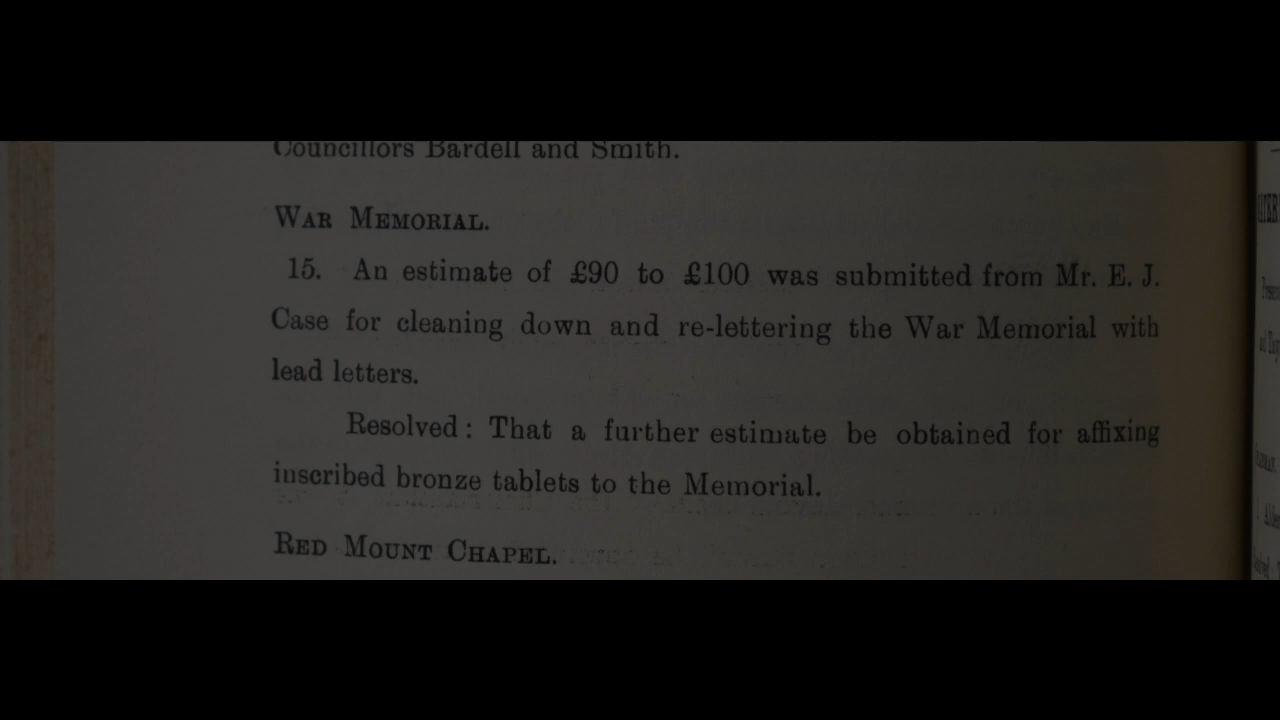 Councillors Bardell and Smith.
WAR MEMORIAL.
15. An estimate of £90 to £100 was submitted from Mr. E. J.
Case for cleaning down and re-lettering the War Memorial with
lead letters.
Resolved: That a further estimate be obtained for affixing
inscribed bronze tablets to the Memorial.
RED MOUNT CHAPEL.